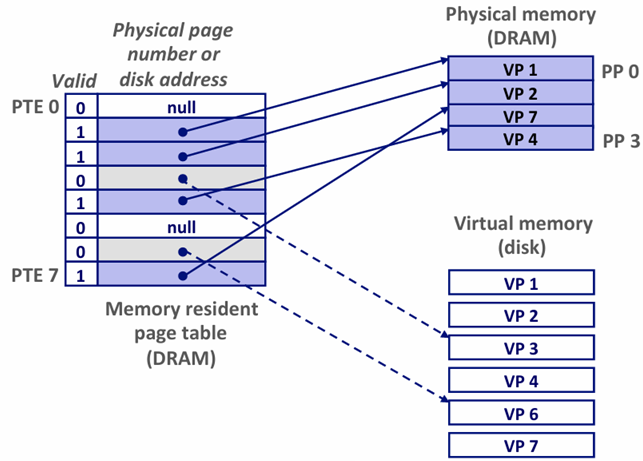 Physical page
number or
disk address
Valid
PTE 0
0
null
1
1
0
1
0
null
0
PTE 7
1
Memory resident
page table
(DRAM)
Physical memory
(DRAM)
VP 1
PP 0
VP 2
VP 7
VP 4
PP 3
Virtual memory
(disk)
VP 1
VP 2
VP 3
VP 4
VP 6
VP 7